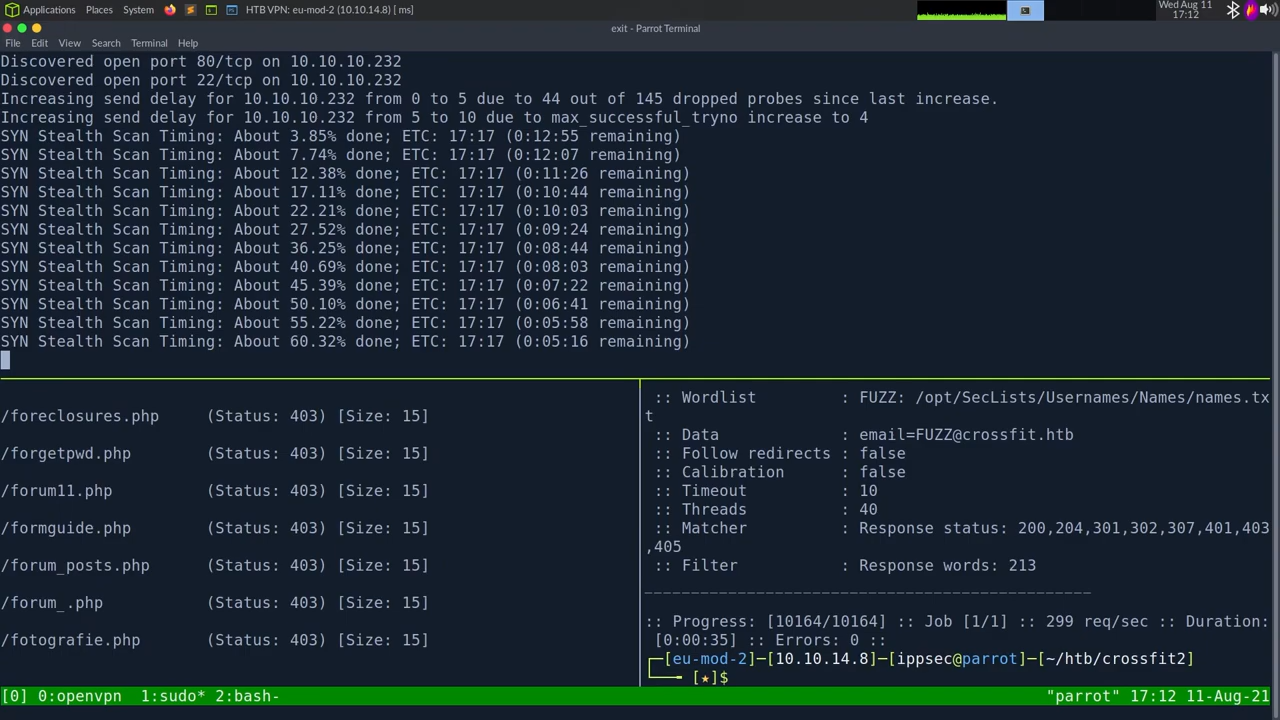 Applications Places System HTB VPN: eu-mod-2 (10.10.14.8) [ ms]
Wed Aug 11
17:12
exit - Parrot Terminal
File Edit View Search Terminal Help
Discovered open port 80/tcp on 10.10.10.232
Discovered open port 22/tcp on 10.10.10.232
Increasing send delay for 10.10.10.232 from 0 to 5 due to 44 out of 145 dropped probes since last increase.
Increasing send delay for 10.10.10.232 from 5 to 10 due to max_successful_tryno increase to 4
SYN Stealth Scan Timing: About 3.85% done; ETC: 17:17 (0:12:55 remaining)
SYN Stealth Scan Timing: About 7.74% done; ETC: 17:17 (0:12:07 remaining)
SYN Stealth Scan Timing: About 12.38% done; ETC: 17:17 (0:11:26 remaining)
SYN Stealth Scan Timing: About 17.11% done; ETC: 17:17 (0:10:44 remaining)
SYN Stealth Scan Timing: About 22.21% done; ETC: 17:17 (0:10:03 remaining)
SYN Stealth Scan Timing: About 27.52% done; ETC: 17:17 (0:09:24 remaining)
SYN Stealth Scan Timing: About 36.25% done; ETC: 17:17 (0:08:44 remaining)
SYN Stealth Scan Timing: About 40.69% done; ETC: 17:17 (0:08:03 remaining)
SYN Stealth Scan Timing: About 45.39% done; ETC: 17:17 (0:07:22 remaining)
SYN Stealth Scan Timing: About 50.10% done; ETC: 17:17 (0:06:41 remaining)
SYN Stealth Scan Timing: About 55.22% done; ETC: 17:17 (0:05:58 remaining)
SYN Stealth Scan Timing: About 60.32% done; ETC: 17:17 (0:05:16 remaining)
/foreclosures.php (Status: 403) [Size: 15]
/forgetpwd.php (Status: 403) [Size: 15]
/forum11.php (Status: 403) [Size: 15]
/formguide.php (Status: 403) [Size: 15]
/forum_posts.php (Status: 403) [Size: 15]
/forum_.php (Status: 403) [Size: 15]
/fotografie.php (Status: 403) [Size: 15]
:: Wordlist : FUZZ: /opt/SecLists/Usernames/Names/names.tx
t
:: Data : email=FUZZ@crossfit.htb
:: Follow redirects : false
:: Calibration : false
:: Timeout : 10
:: Threads : 40
:: Matcher : Response status: 200,204,301,302,307,401,403
,405
:: Filter : Response words: 213
________________________________________________
:: Progress: [10164/10164] :: Job [1/1] :: 299 req/sec :: Duration:
[0:00:35] :: Errors: 0 ::
┌─[eu-mod-2]─[10.10.14.8]─[ippsec@parrot]─[~/htb/crossfit2]
└──╼ [★]$
[0] 0:openvpn 1:sudo* 2:bash- "parrot" 17:12 11-Aug-21